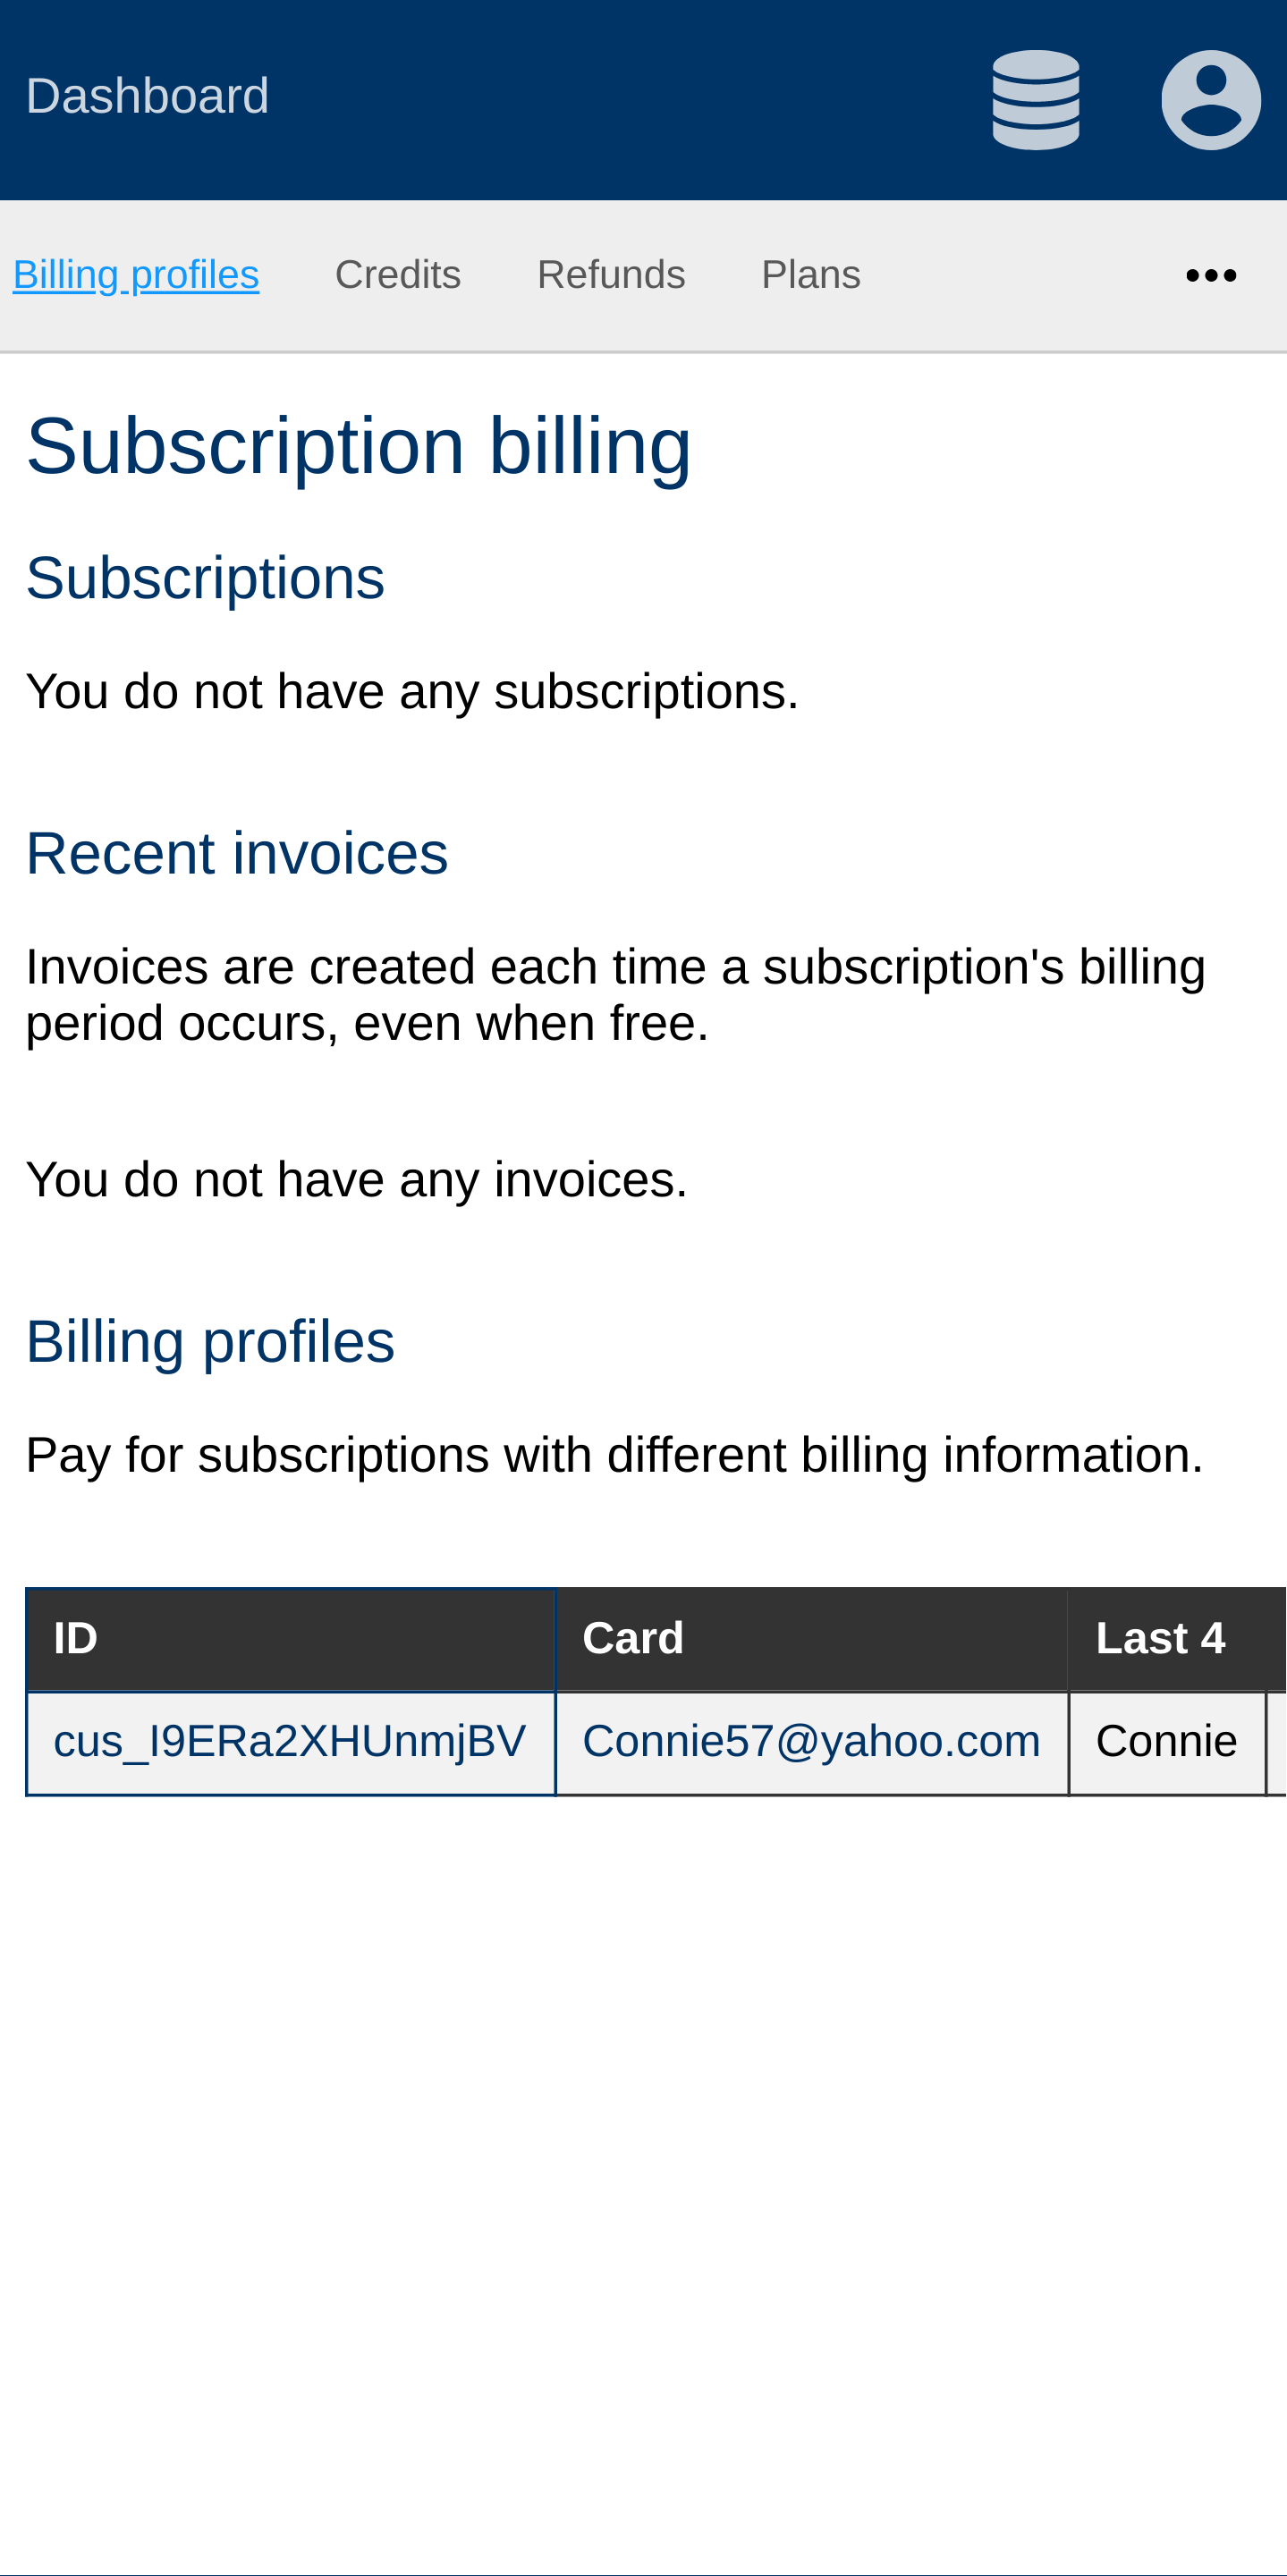 Dashboard
Billing profiles Credits Refunds Plans
Subscription billing
Subscriptions
You do not have any subscriptions.
Recent invoices
Invoices are created each time a subscription's billing
period occurs, even when free.
You do not have any invoices.
Billing profiles
Pay for subscriptions with different billing information.
ID Card Last 4
cus_I9ERa2XHUnmjBV Connie57@yahoo.com Connie